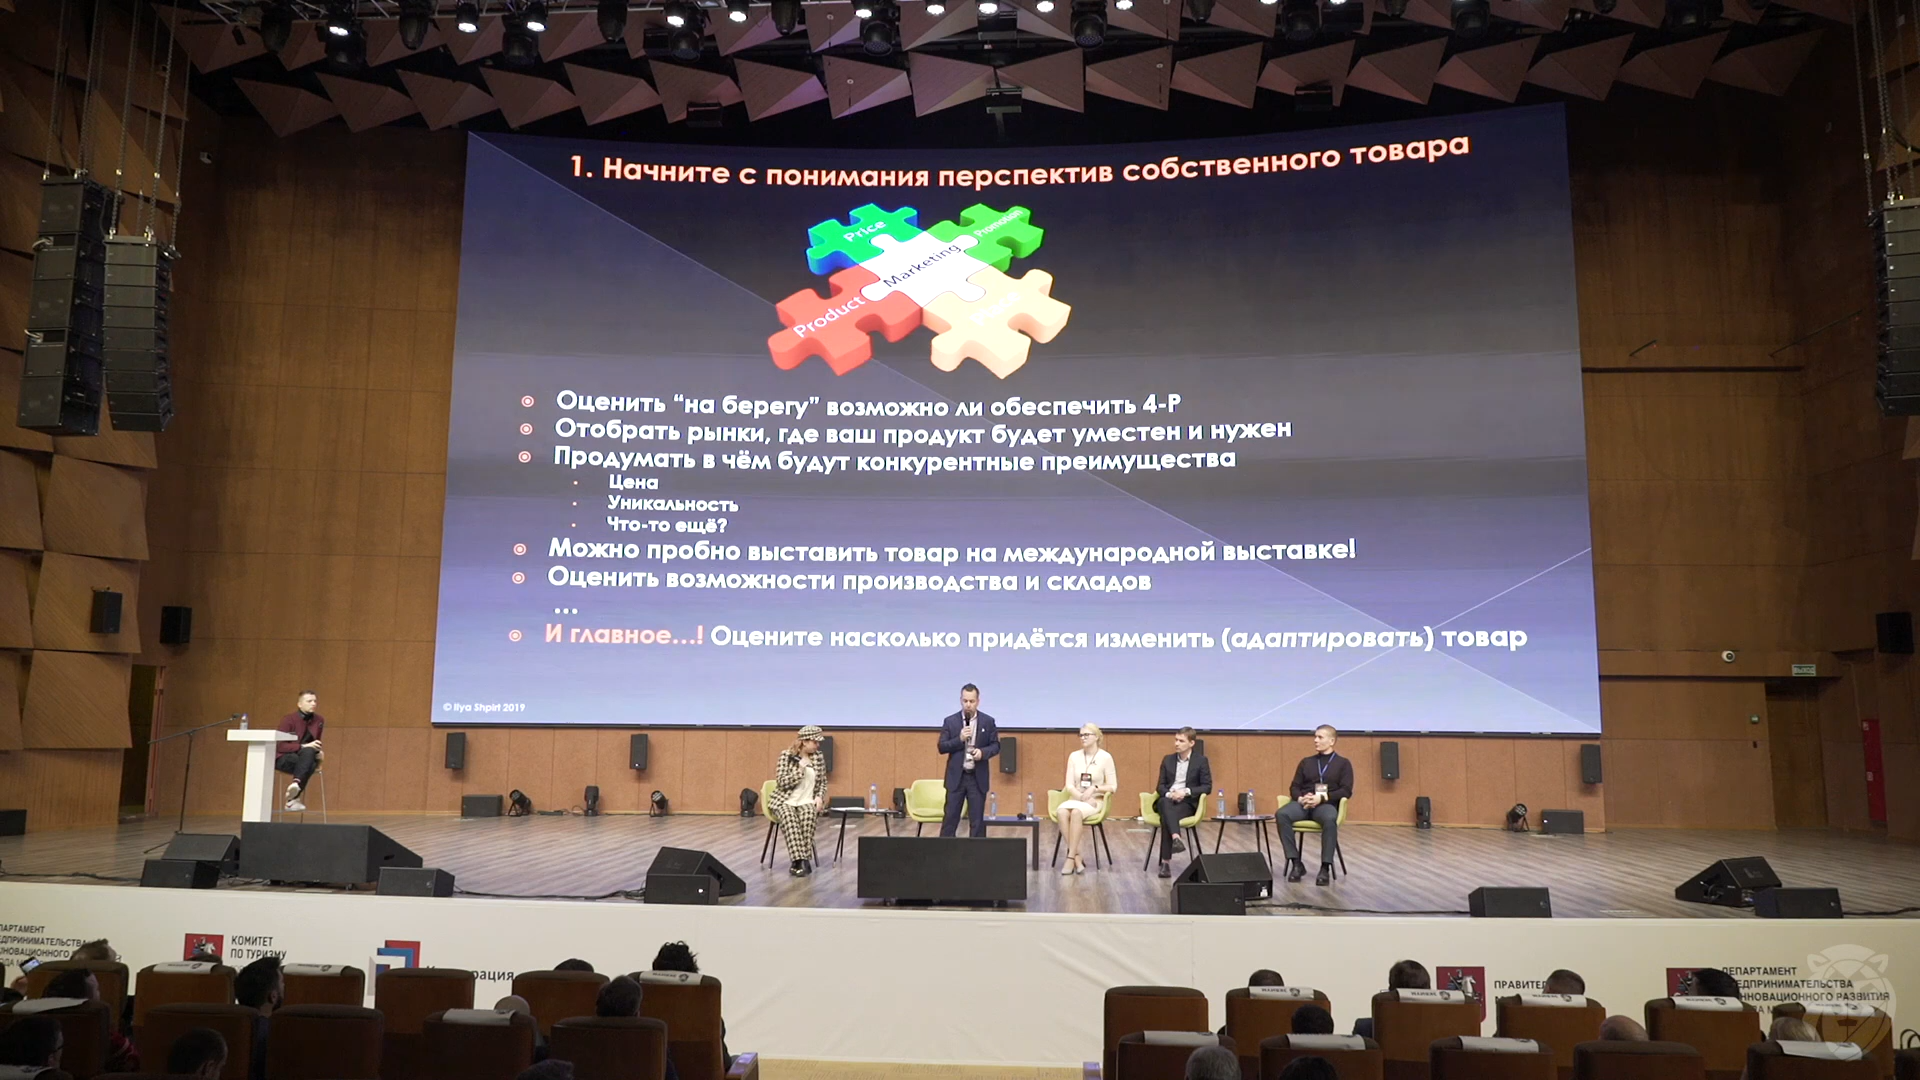 1. Начните с понимания перспектив собственного товара
Price
Promotion
Marketing
Product
Оценить “на берегу” возможно ли обеспечить 4-Р
Отобрать рынки, где ваш продукт будет уместен и нужен
Продумать в чём будут конкурентные преимущества
Цена
Уникальность
Что-то ещё?
Можно пробно выставить товар на международной выставке!
Оценить возможности производства и складов
...
И главное...! Оцените насколько придётся изменить (адаптировать) товар
© Ilya Shpirt 2019
ВЫХОД
КОМИТЕТ
ПО ТУРИЗМУ